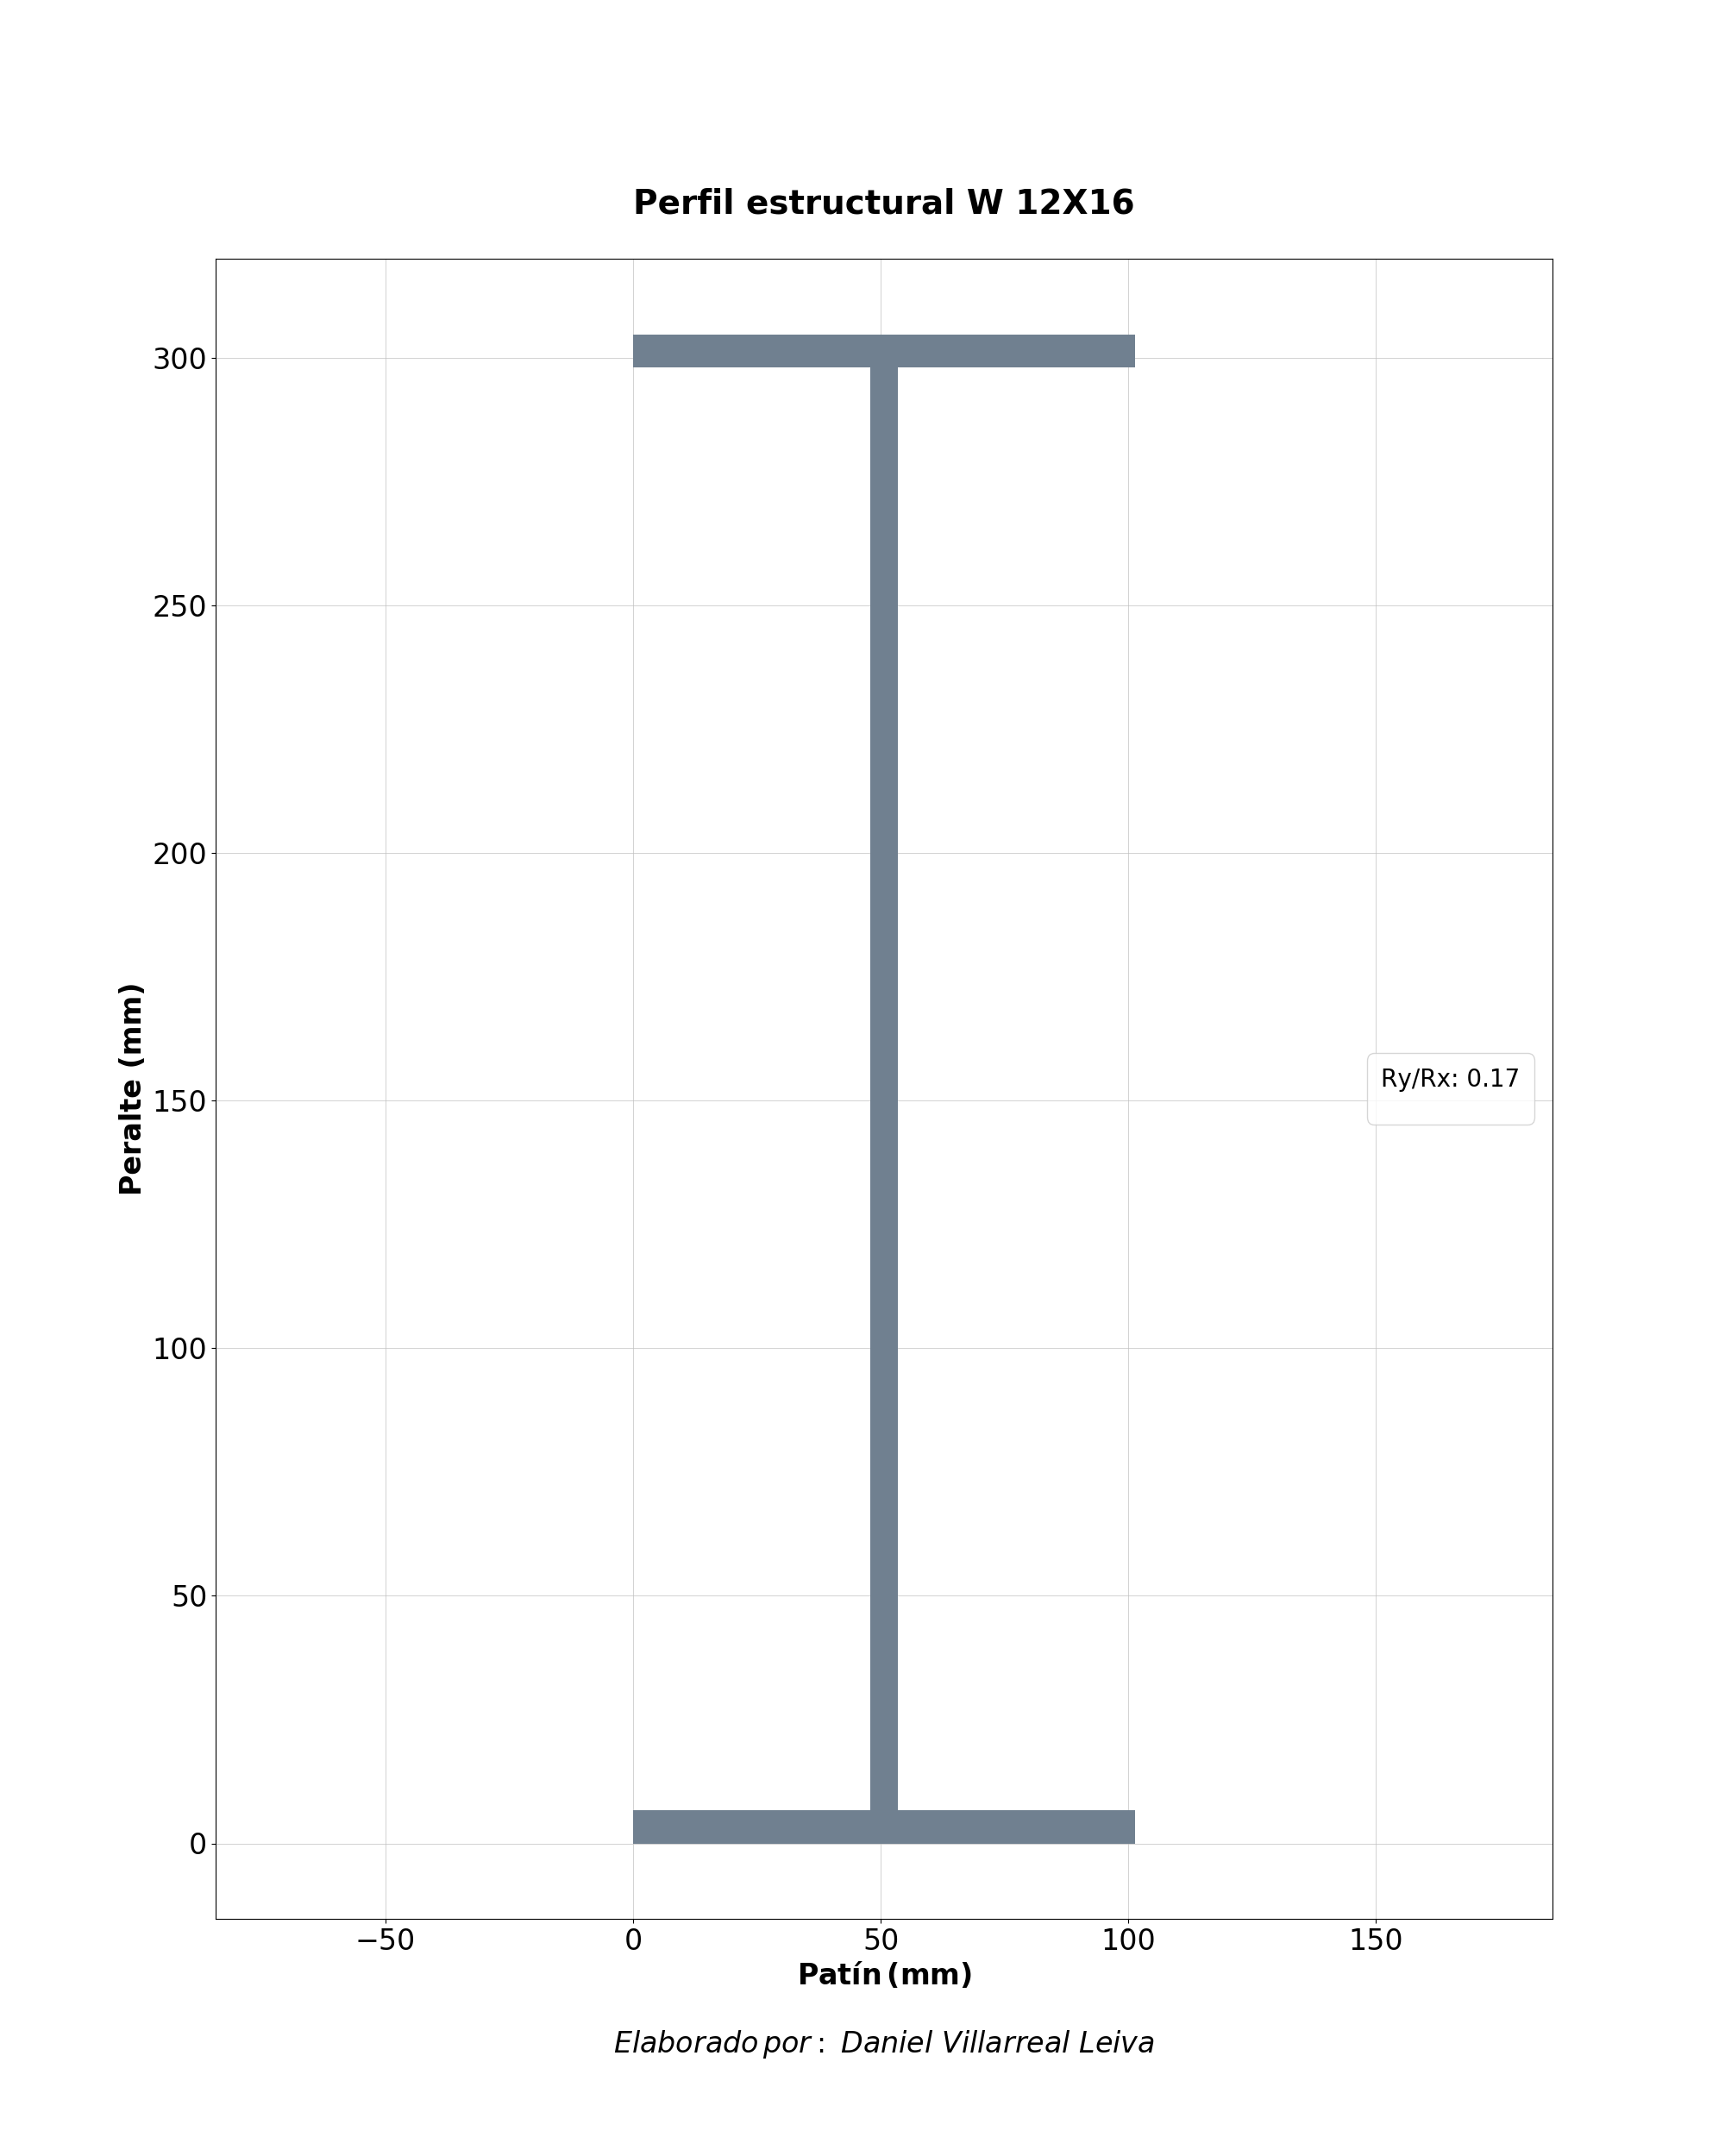 Perfil estructural W 12X16
300
250
200
150
100
50
0
Peralte (mm)
Ry/Rx: 0.17
−50 0 50 100 150
Patín (mm)
Elaborado por: Daniel Villarreal Leiva